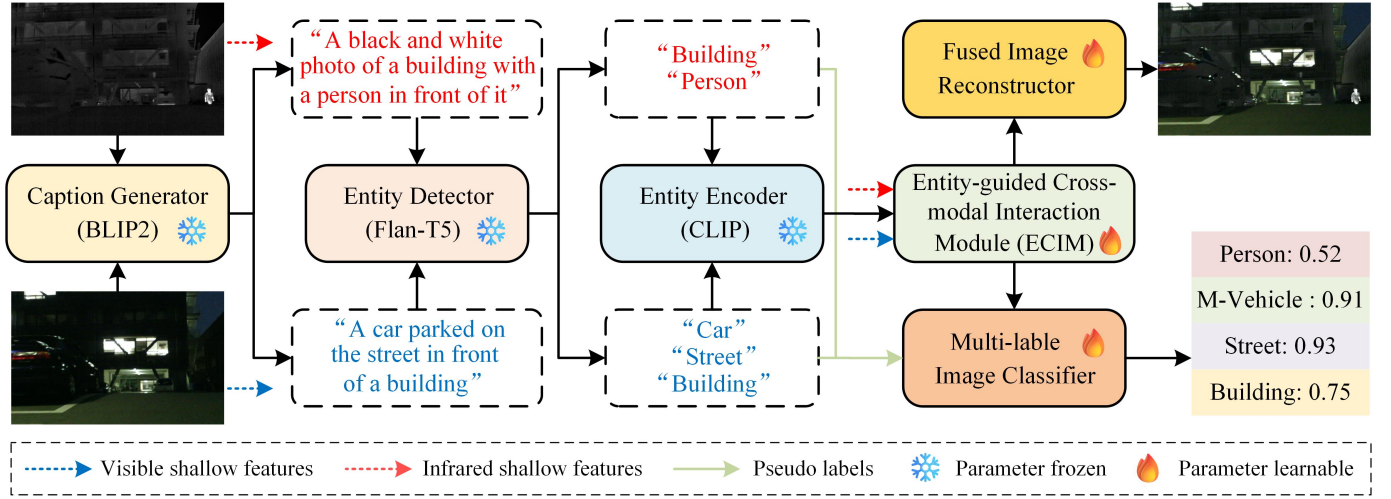 “A black and white
photo of a building with
a person in front of it”
“Building”
“Person”
Fused Image
Reconstructor
Caption Generator
(BLIP2)
Entity Detector
(Flan-T5)
Entity Encoder
(CLIP)
Entity-guided Cross-
modal Interaction
Module (ECIM)
“A car parked on
the street in front
of a building”
“Car”
“Street”
“Building”
Multi-lable
Image Classifier
Person: 0.52
M-Vehicle : 0.91
Street: 0.93
Building: 0.75
Visible shallow features
Infrared shallow features
Pseudo labels
Parameter frozen
Parameter learnable